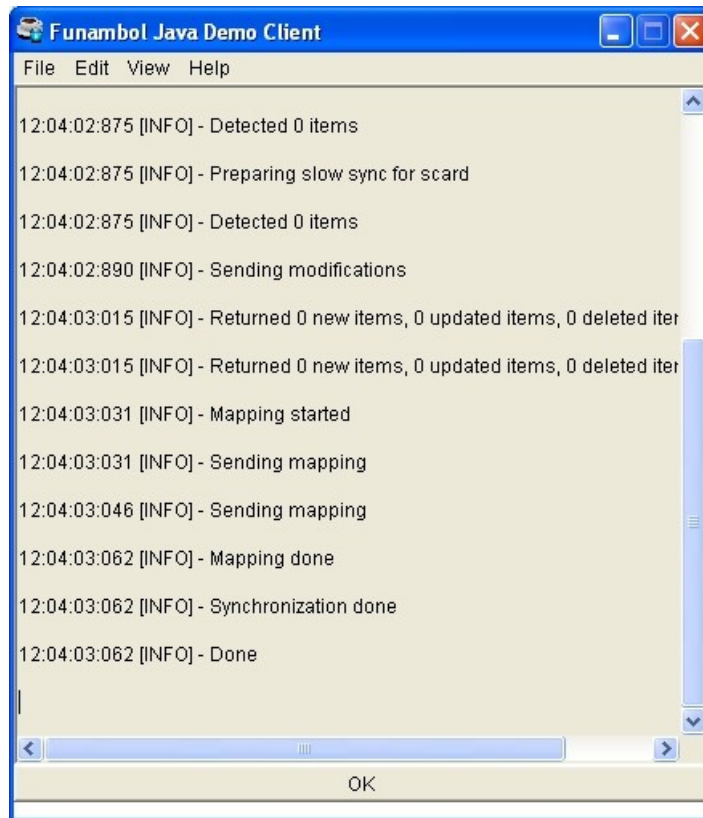 Funambol Java Demo Client
File Edit View Help
12:04:02:875 [INFO] - Detected 0 items
12:04:02:875 [INFO] - Preparing slow sync for scard
12:04:02:875 [INFO] - Detected 0 items
12:04:02:890 [INFO] - Sending modifications
12:04:03:015 [INFO] - Returned 0 new items, 0 updated items, 0 deleted iter
12:04:03:015 [INFO] - Returned 0 new items, 0 updated items, 0 deleted iter
12:04:03:031 [INFO] - Mapping started
12:04:03:031 [INFO] - Sending mapping
12:04:03:046 [INFO] - Sending mapping
12:04:03:062 [INFO] - Mapping done
12:04:03:062 [INFO] - Synchronization done
12:04:03:062 [INFO] - Done
OK